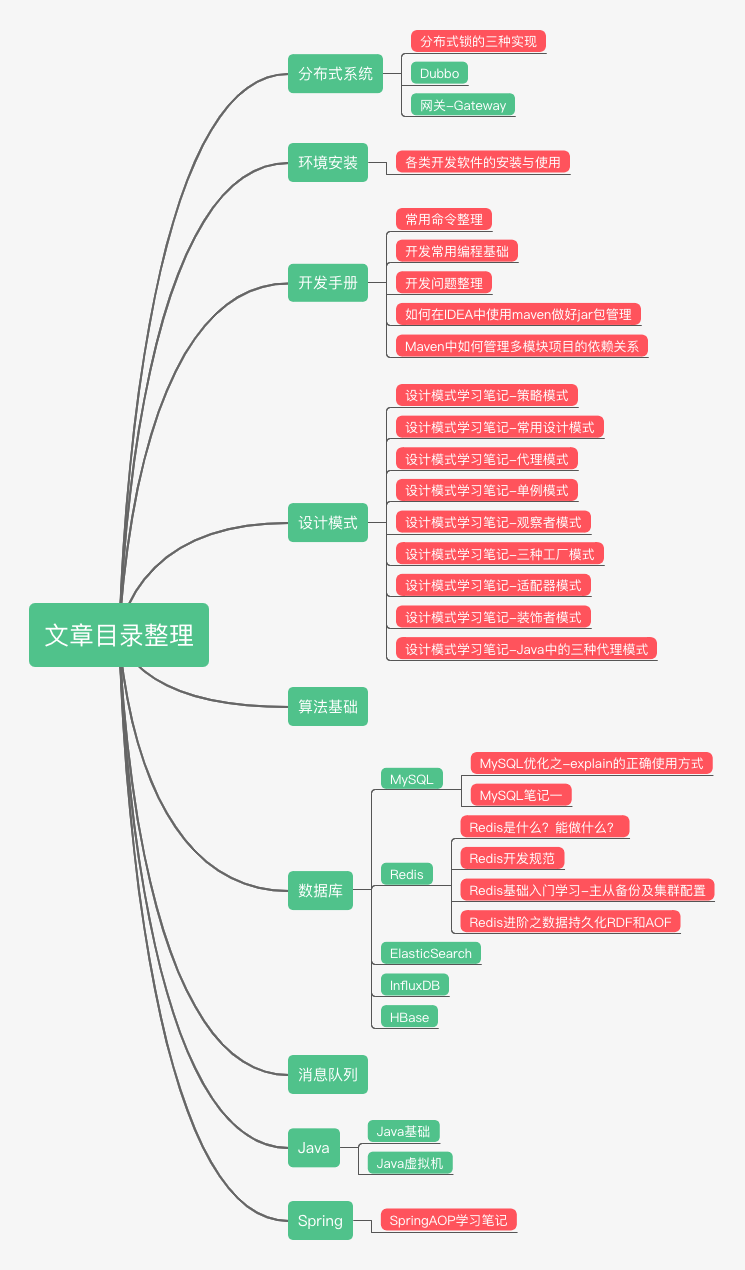 文章目录整理
分布式系统
分布式锁的三种实现
Dubbo
网关-Gateway
环境安装
各类开发软件的安装与使用
开发手册
常用命令整理
开发常用编程基础
开发问题整理
如何在IDEA中使用maven做好jar包管理
Maven中如何管理多模块项目的依赖关系
设计模式
设计模式学习笔记-策略模式
设计模式学习笔记-常用设计模式
设计模式学习笔记-代理模式
设计模式学习笔记-单例模式
设计模式学习笔记-观察者模式
设计模式学习笔记-三种工厂模式
设计模式学习笔记-适配器模式
设计模式学习笔记-装饰者模式
设计模式学习笔记-Java中的三种代理模式
算法基础
数据库
MySQL
MySQL优化之-explain的正确使用方式
MySQL笔记一
Redis
Redis是什么？能做什么？
Redis开发规范
Redis基础入门学习-主从备份及集群配置
Redis进阶之数据持久化RDF和AOF
ElasticSearch
InfluxDB
HBase
消息队列
Java
Java基础
Java虚拟机
Spring
SpringAOP学习笔记